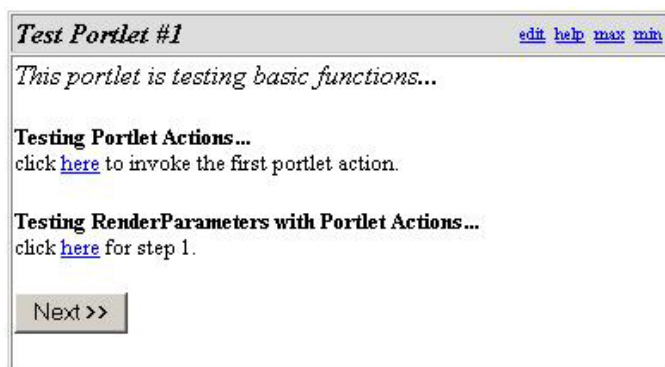 Test Portlet #1 edit help max min
This portlet is testing basic functions...
Testing Portlet Actions...
click here to invoke the first portlet action.
Testing RenderParameters with Portlet Actions...
click here for step 1.
Next >>